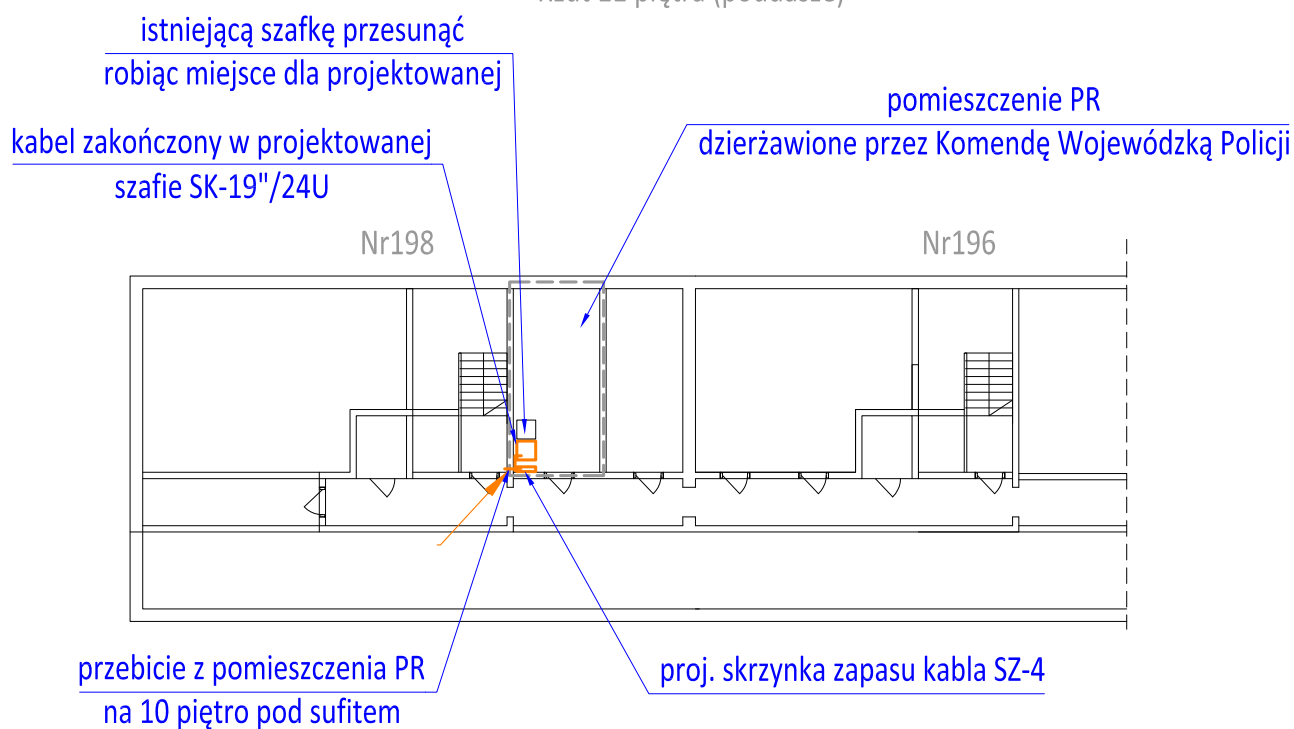 istniejącą szafkę przesunąć
robiąc miejsce dla projektowanej
pomieszczenie PR
dzierżawione przez Komendę Wojewódzką Policji
kabel zakończony w projektowanej
szafie SK-19"/24U
Nr198
Nr196
przebicie z pomieszczenia PR
na 10 piętro pod sufitem
proj. skrzynka zapasu kabla SZ-4